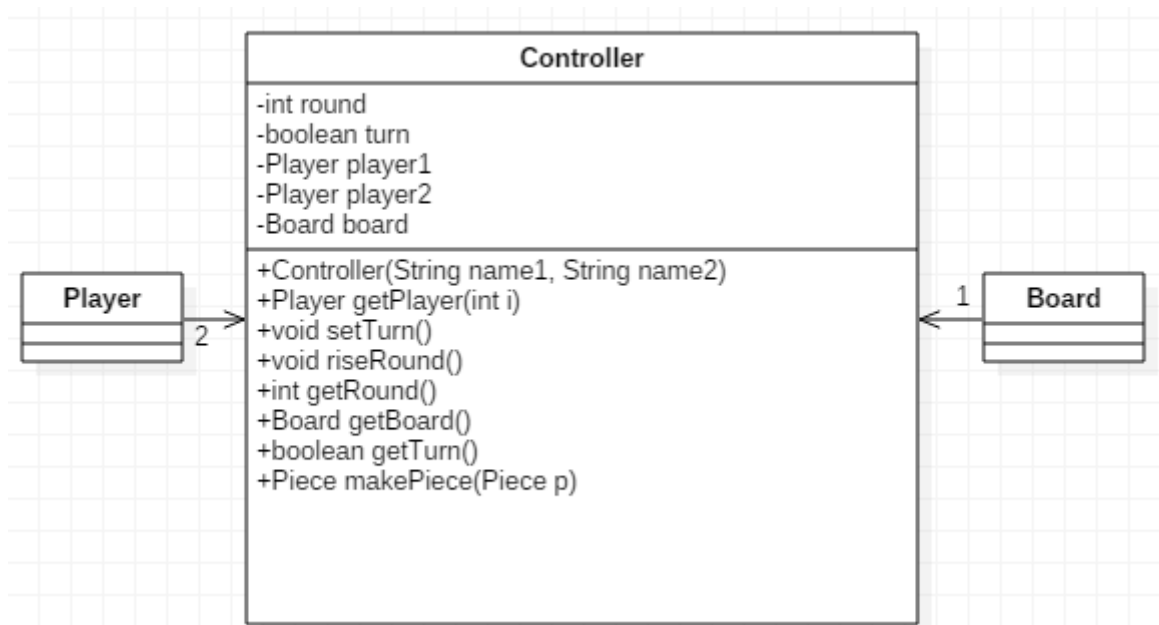 Controller
-int round
-boolean turn
-Player player1
-Player player2
-Board board
+Controller(String name1, String name2)
+Player getPlayer(int i)
+void setTurn()
+void riseRound()
+int getRound()
+Board getBoard()
+boolean getTurn()
+Piece makePiece(Piece p)
Player
2
1
Board